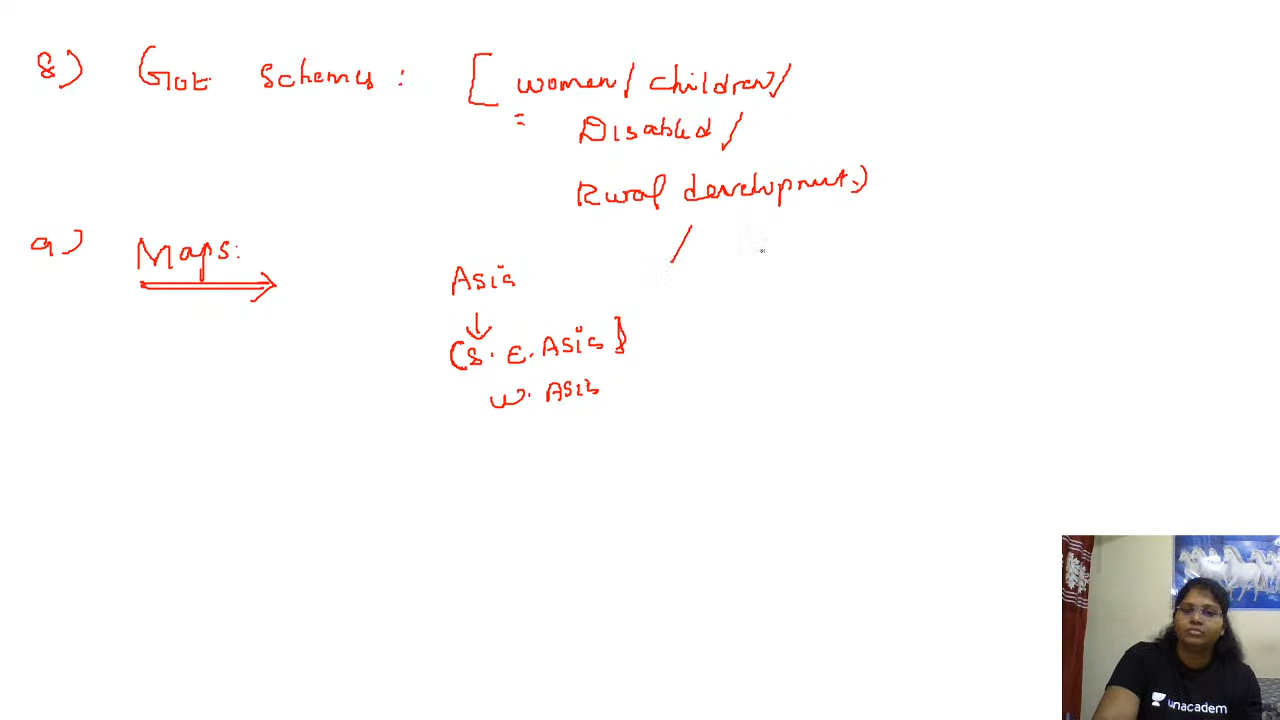 8) Govt Schemes : [ women / children /
Disabled /
Rural development)
9) Maps:
Asia
(S. E. Asia)
W. Asia
unacadem